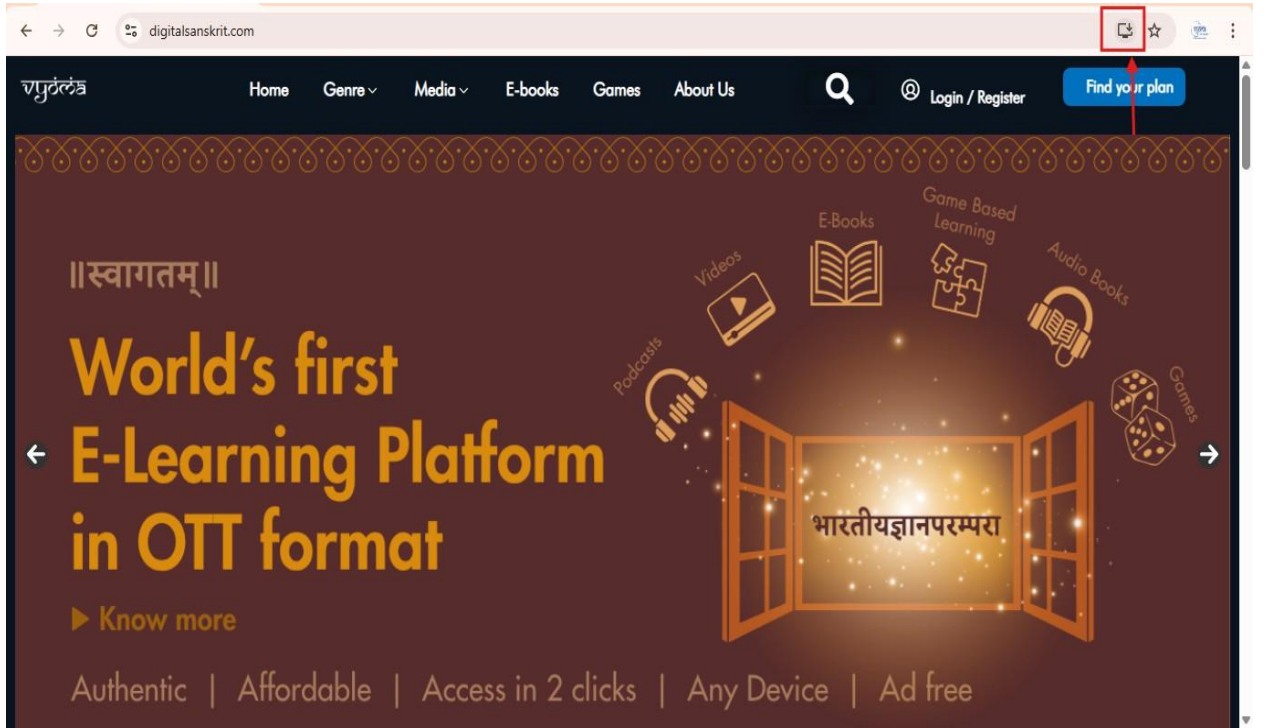 digitalsanskrit.com
vyoma
Home Genre Media E-books Games About Us Login / Register Find your plan
Podcasts
Videos
E-Books
Game Based
Learning
Audio Books
Games
॥स्वागतम्॥
World's first
E-Learning Platform
in OTT format
भारतीयज्ञानपरम्परा
Know more
Authentic | Affordable | Access in 2 clicks | Any Device | Ad free